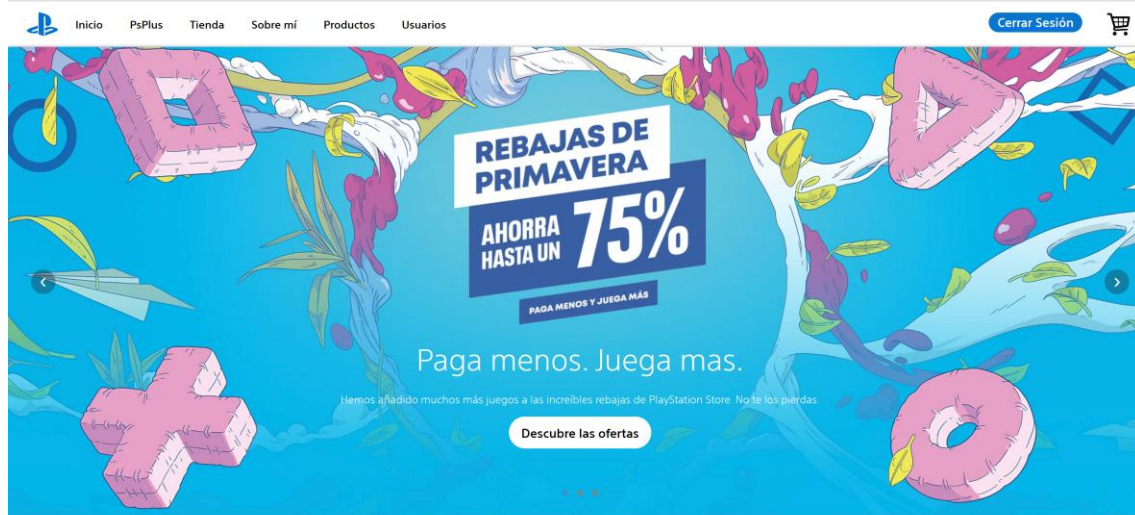 Inicio PsPlus Tienda Sobre mí Productos Usuarios Cerrar Sesión
REBAJAS DE
PRIMAVERA
AHORRA
HASTA UN
75%
PAGA MENOS Y JUEGA MÁS
Paga menos. Juega mas.
Hemos añadido muchos más juegos a las increíbles rebajas de PlayStation Store. No te los pierdas.
Descubre las ofertas